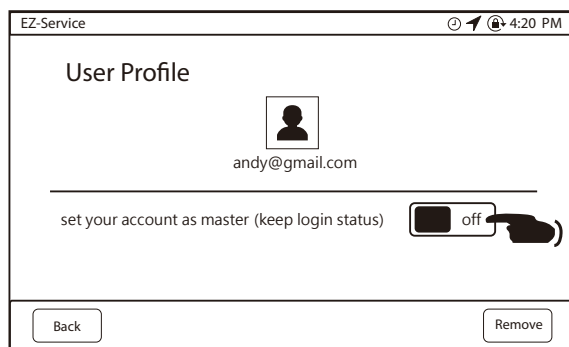 EZ-Service 4:20 PM
User Profile
andy@gmail.com
set your account as master (keep login status) off
Back Remove